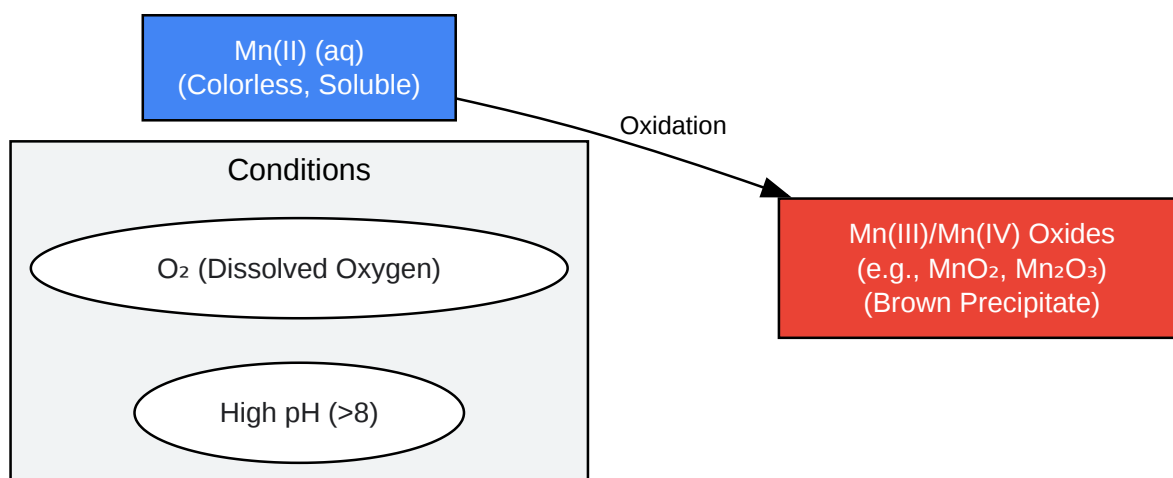 Mn(II) (aq)
(Colorless, Soluble)
Oxidation
Conditions
O₂ (Dissolved Oxygen)
High pH (>8)
Mn(III)/Mn(IV) Oxides
(e.g., MnO₂, Mn₂O₃)
(Brown Precipitate)